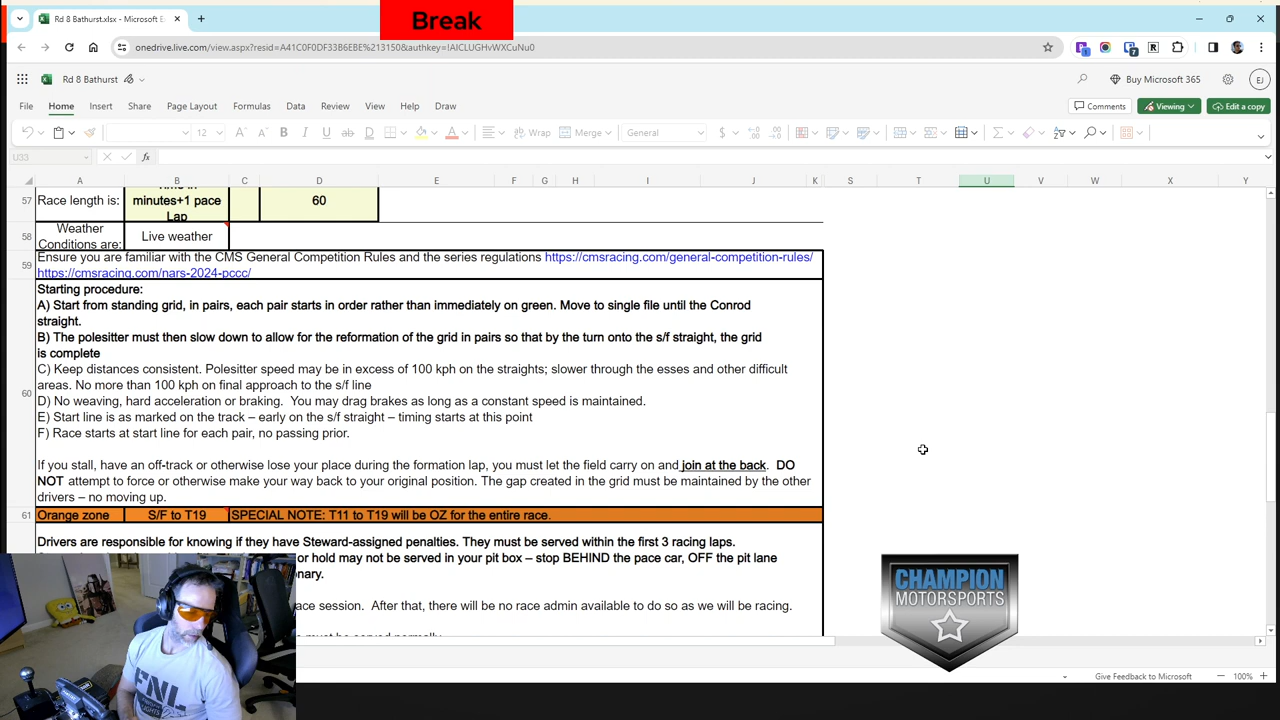 Break
Rd 8 Bathurst.xlsx - Microsoft E
onedrive.live.com/view.aspx?resid=A41C0F0DF33B6EBE%213150&authkey=!AICLUGHvWXCuNu0
Rd 8 Bathurst
Buy Microsoft 365
EJ
File Home Insert Share Page Layout Formulas Data Review View Help Draw
Comments Viewing Edit a copy
12 Wrap Merge General
U33
A B C D E F G H I J K S T U V W X Y
57 Race length is: minutes+1 pace Lap 60
58 Weather Conditions are: Live weather
59 Ensure you are familiar with the CMS General Competition Rules and the series regulations https://cmsracing.com/general-competition-rules/
https://cmsracing.com/nars-2024-pccc/
Starting procedure:
A) Start from standing grid, in pairs, each pair starts in order rather than immediately on green. Move to single file until the Conrod
straight.
B) The polesitter must then slow down to allow for the reformation of the grid in pairs so that by the turn onto the s/f straight, the grid
is complete
C) Keep distances consistent. Polesitter speed may be in excess of 100 kph on the straights; slower through the esses and other difficult
areas. No more than 100 kph on final approach to the s/f line
60
D) No weaving, hard acceleration or braking. You may drag brakes as long as a constant speed is maintained.
E) Start line is as marked on the track – early on the s/f straight – timing starts at this point
F) Race starts at start line for each pair, no passing prior.
If you stall, have an off-track or otherwise lose your place during the formation lap, you must let the field carry on and join at the back. DO
NOT attempt to force or otherwise make your way back to your original position. The gap created in the grid must be maintained by the other
drivers – no moving up.
61 Orange zone S/F to T19 SPECIAL NOTE: T11 to T19 will be OZ for the entire race.
Drivers are responsible for knowing if they have Steward-assigned penalties. They must be served within the first 3 racing laps.
or hold may not be served in your pit box – stop BEHIND the pace car, OFF the pit lane
onary.
ace session. After that, there will be no race admin available to do so as we will be racing.
must be served normally
CHAMPION
MOTORSPORTS
Give Feedback to Microsoft 100%